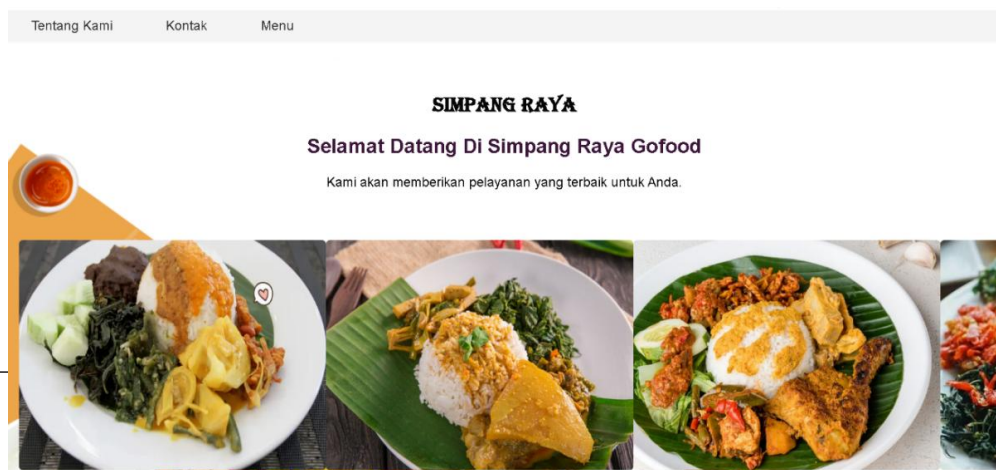 Tentang Kami Kontak Menu
SIMPANG RAYA
Selamat Datang Di Simpang Raya Gofood
Kami akan memberikan pelayanan yang terbaik untuk Anda.